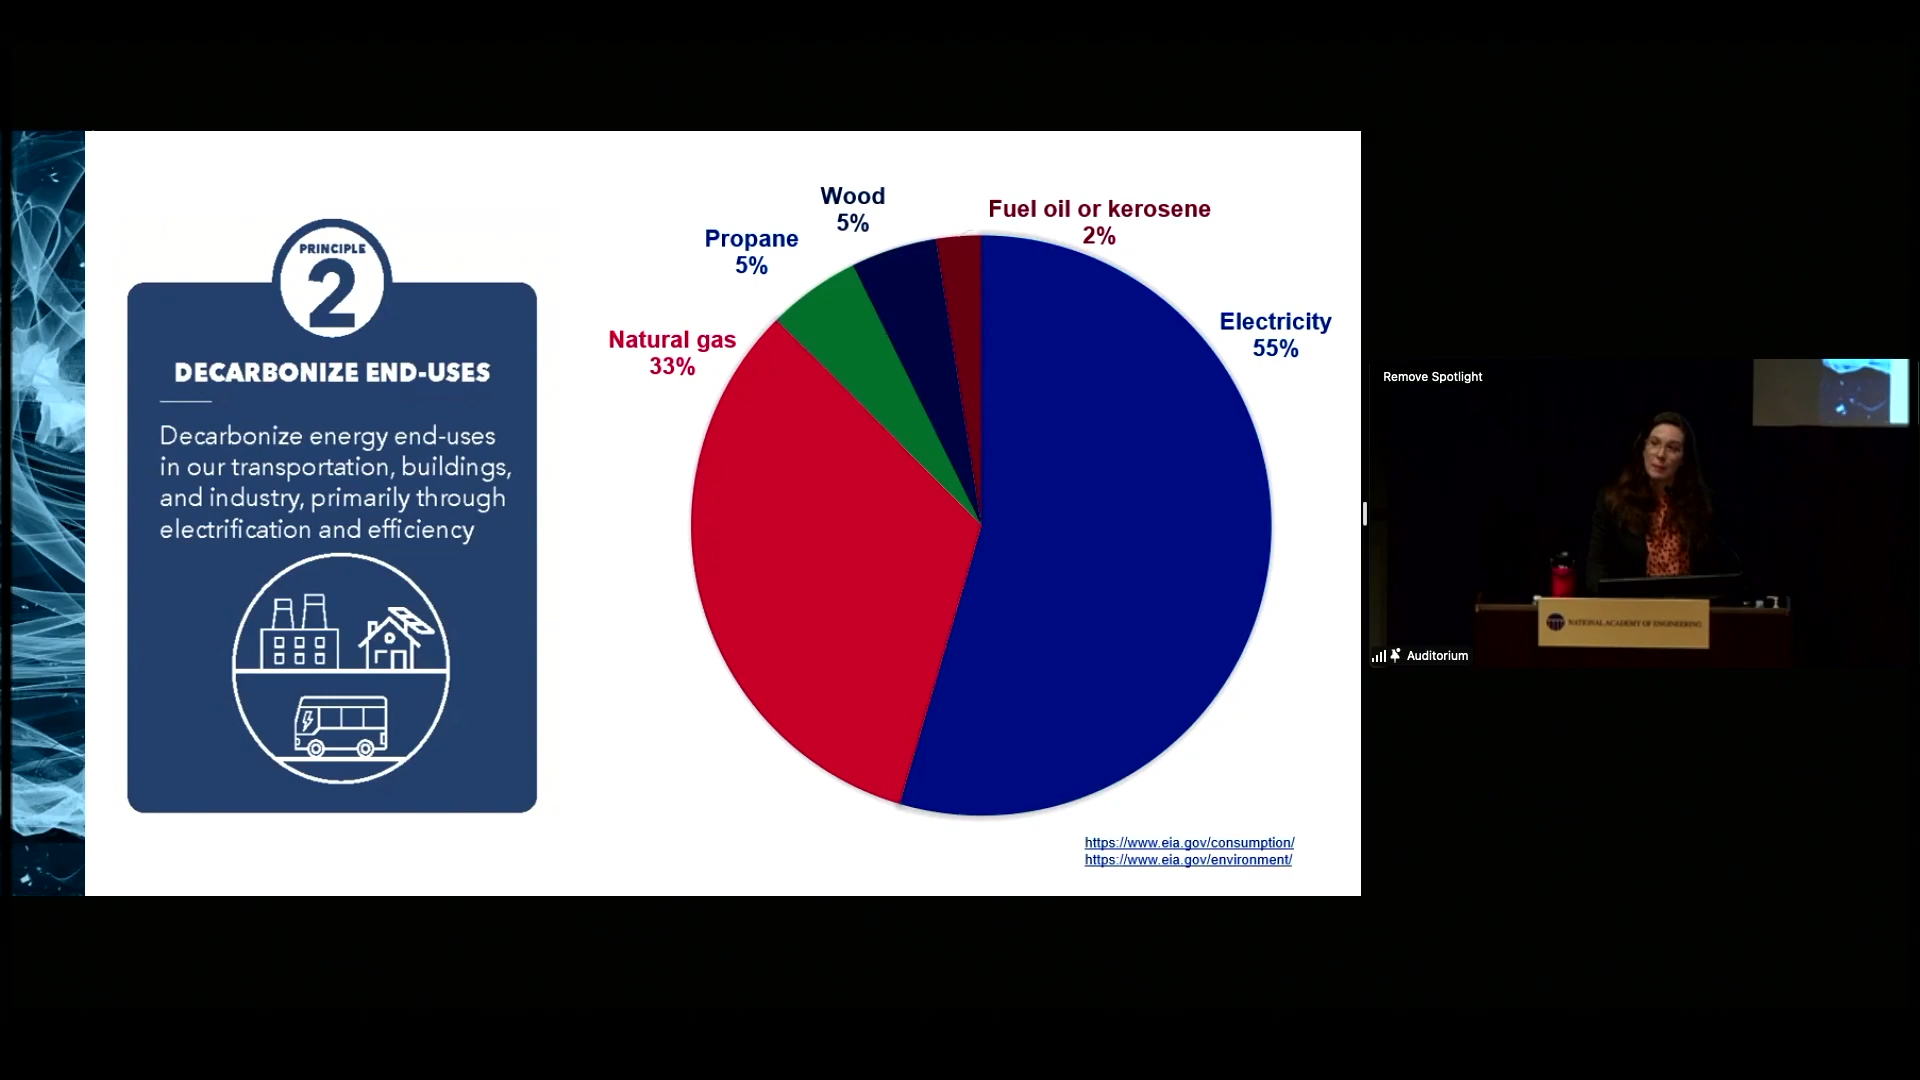 PRINCIPLE
2
DECARBONIZE END-USES
Decarbonize energy end-uses
in our transportation, buildings,
and industry, primarily through
electrification and efficiency
Wood
5%
Fuel oil or kerosene
2%
Propane
5%
Electricity
55%
Natural gas
33%
https://www.eia.gov/consumption/
https://www.eia.gov/environment/
Remove Spotlight
NATIONAL ACADEMY OF ENGINEERING
Auditorium